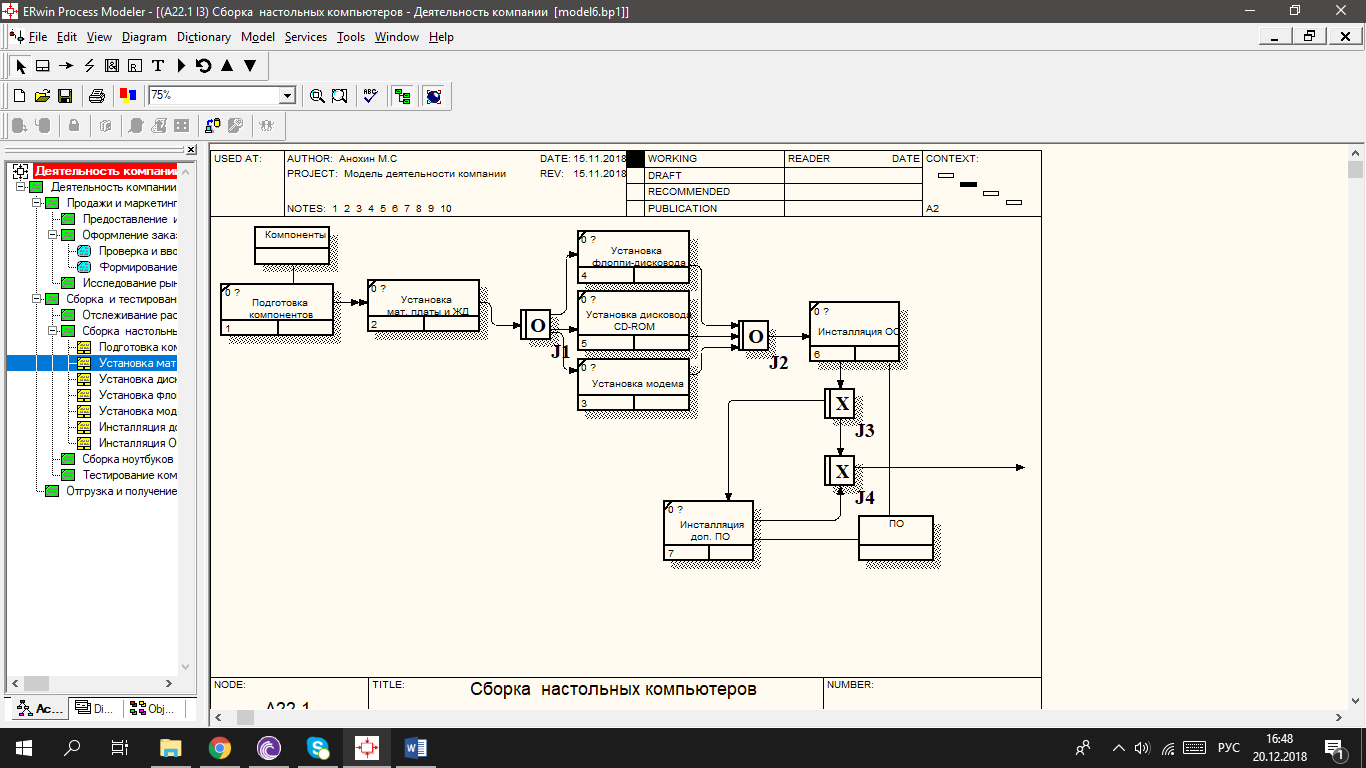 ERwin Process Modeler - [(A22.1 I3) Сборка настольных компьютеров - Деятельность компании [model6.bp1]]
File Edit View Diagram Dictionary Model Services Tools Window Help
75%
Деятельность компании
Деятельность компании
Продажи и маркетинг
Предоставление и
Оформление зака
Проверка и вво
Формирование
Исследование рын
Сборка и тестирован
Отслеживание рас
Сборка настольн
Подготовка ком
Установка мат
Установка диск
Установка фло
Установка мод
Инсталляция до
Инсталляция О
Сборка ноутбуков
Тестирование ком
Отгрузка и получение
Ac...
Di...
Obj...
USED AT:
AUTHOR: Анохин М.С
DATE: 15.11.2018
PROJECT: Модель деятельности компании
REV: 15.11.2018
NOTES: 1 2 3 4 5 6 7 8 9 10
WORKING
DRAFT
RECOMMENDED
PUBLICATION
READER
DATE
CONTEXT:
A2
Компоненты
0 ?
Подготовка
компонентов
1
0 ?
Установка
мат. платы и ЖД
2
O
J1
0 ?
Установка
флоппи-дисковода
4
0 ?
Установка дисковода
CD-ROM
5
Установка модема
3
O
J2
0 ?
Инсталляция ОС
6
X
J3
X
J4
0 ?
Инсталляция
доп. ПО
7
ПО
NODE:
A22.1
TITLE:
Сборка настольных компьютеров
NUMBER:
РУС
16:48
20.12.2018
1